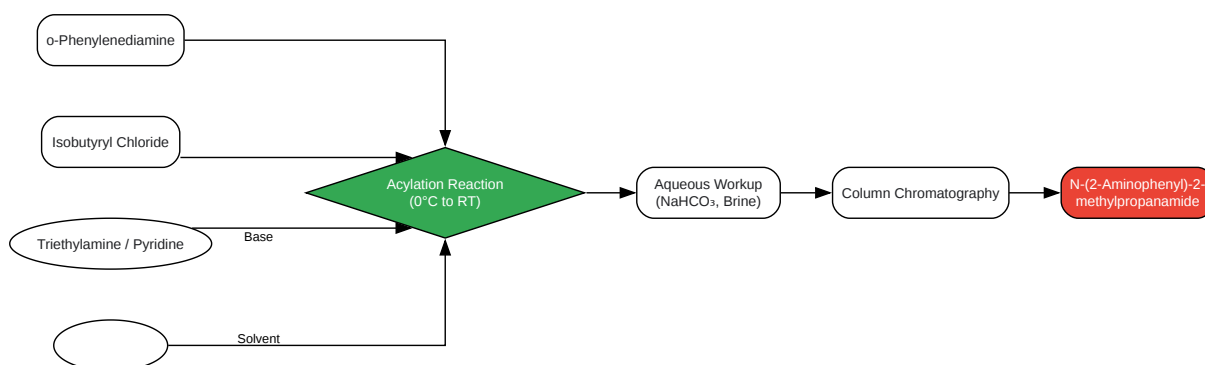 o-Phenylenediamine
Isobutyryl Chloride
Triethylamine / Pyridine
Base
Solvent
Acylation Reaction
(0°C to RT)
Aqueous Workup
(NaHCO₃, Brine)
Column Chromatography
N-(2-Aminophenyl)-2-
methylpropanamide